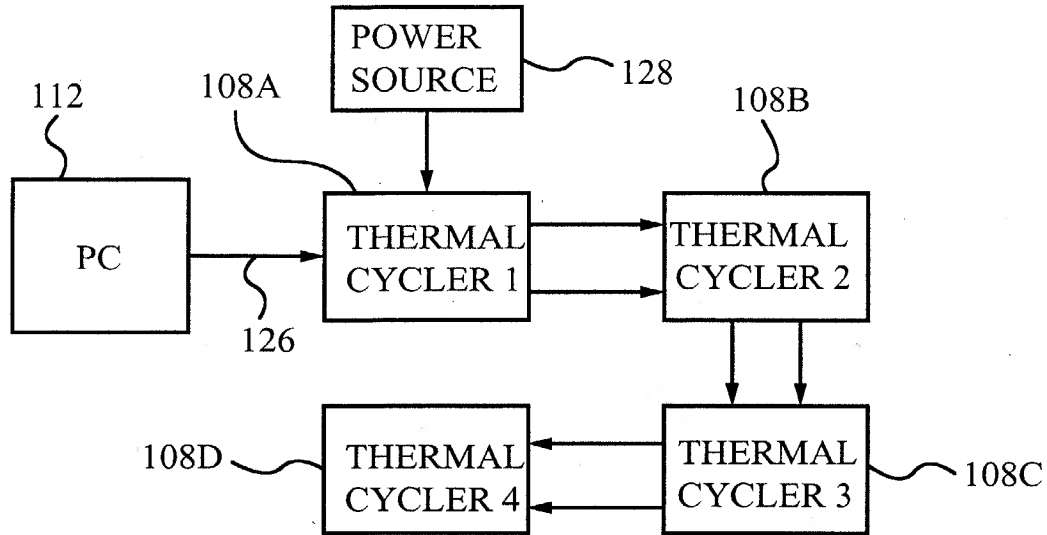 POWER
SOURCE
128
112
108A
108B
PC
THERMAL
CYCLER 1
THERMAL
CYCLER 2
126
108D
THERMAL
CYCLER 4
THERMAL
CYCLER 3
108C